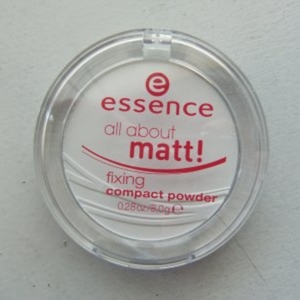 e
essence
all about
matt!
fixing
compact powder
0.28oz/8.0g℮